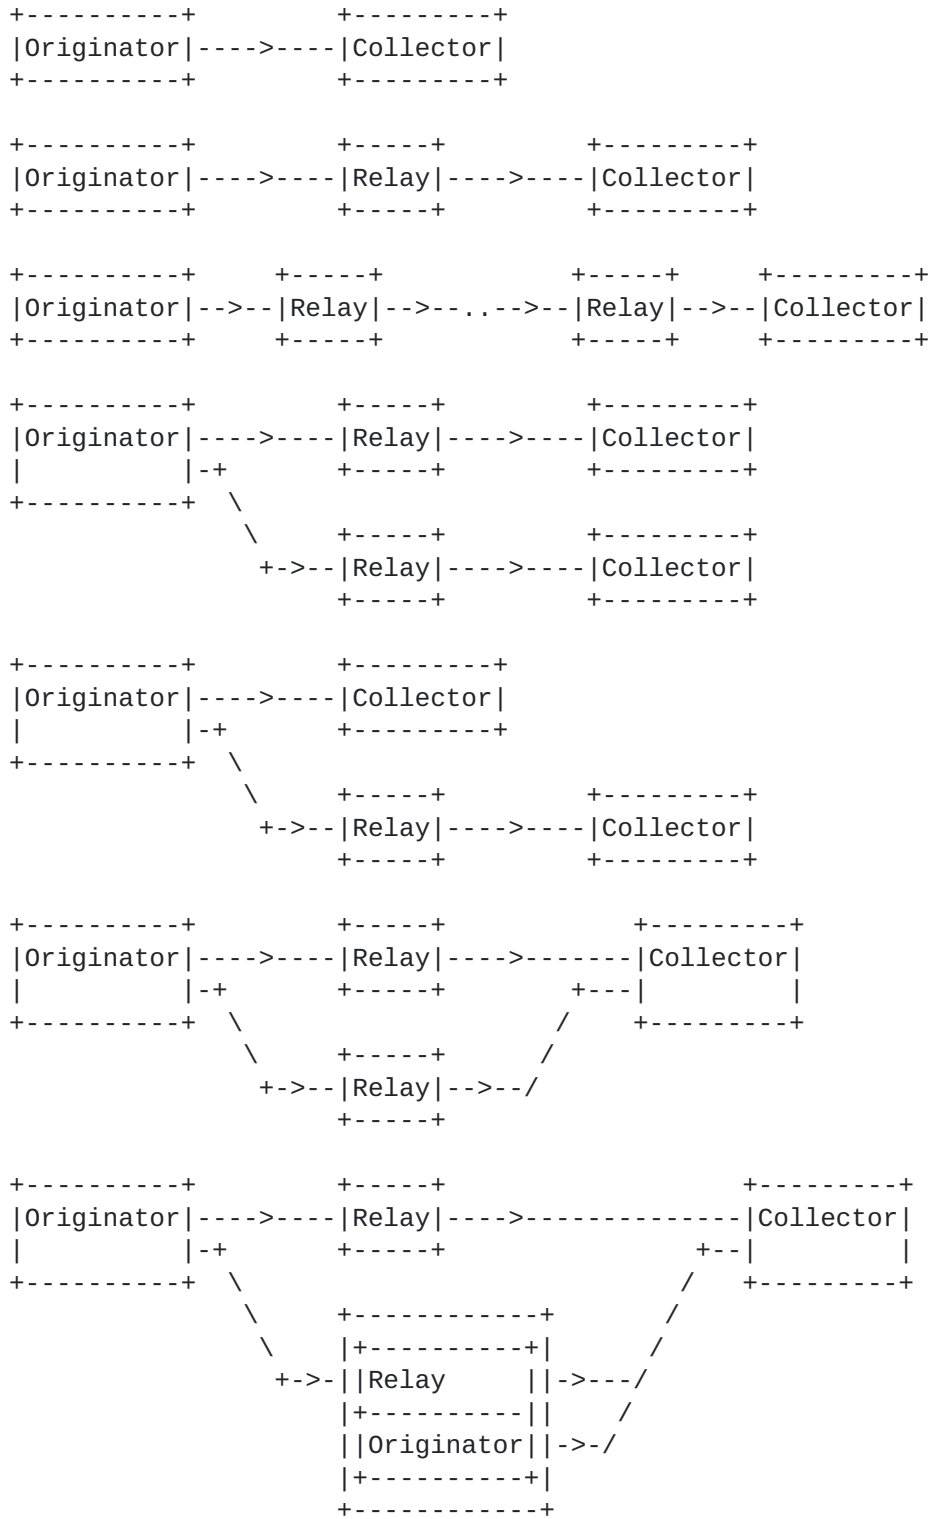 +----------+         +---------+
|Originator|---->----|Collector|
+----------+         +---------+

+----------+         +-----+         +---------+
|Originator|---->----|Relay|---->----|Collector|
+----------+         +-----+         +---------+

+----------+     +-----+            +-----+     +---------+
|Originator|-->--|Relay|-->--..-->--|Relay|-->--|Collector|
+----------+     +-----+            +-----+     +---------+

+----------+         +-----+         +---------+
|Originator|---->----|Relay|---->----|Collector|
|          |-+       +-----+         +---------+
+----------+  \
               \     +-----+         +---------+
                +->--|Relay|---->----|Collector|
                     +-----+         +---------+

+----------+         +---------+
|Originator|---->----|Collector|
|          |-+       +---------+
+----------+  \
               \     +-----+         +---------+
                +->--|Relay|---->----|Collector|
                     +-----+         +---------+

+----------+         +-----+            +---------+
|Originator|---->----|Relay|---->-------|Collector|
|          |-+       +-----+        +---|         |
+----------+  \                    /    +---------+
               \     +-----+      /
                +->--|Relay|-->--/
                     +-----+

+----------+         +-----+                   +---------+
|Originator|---->----|Relay|---->--------------|Collector|
|          |-+       +-----+                +--|         |
+----------+  \                            /   +---------+
               \     +------------+       /
                \    |+----------+|      /
                 +->-||Relay     ||->---/
                     |+----------||    /
                     ||Originator||->-/
                     |+----------+|
                     +------------+